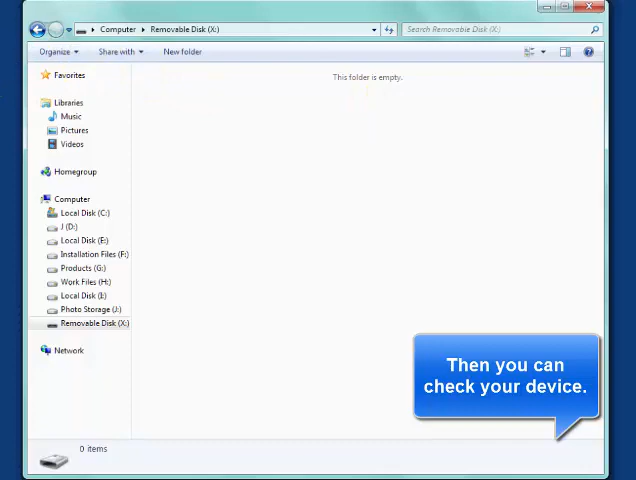 Computer
Removable Disk (X:)
Search Removable Disk (X:)
Organize
Share with
New folder
Favorites
This folder is empty.
Libraries
Music
Pictures
Videos
Homegroup
Computer
Local Disk (C:)
J (D:)
Local Disk (E:)
Installation Files (F:)
Products (G:)
Work Files (H:)
Local Disk (I:)
Photo Storage (J:)
Removable Disk (X:)
Network
Then you can
check your device.
0 items